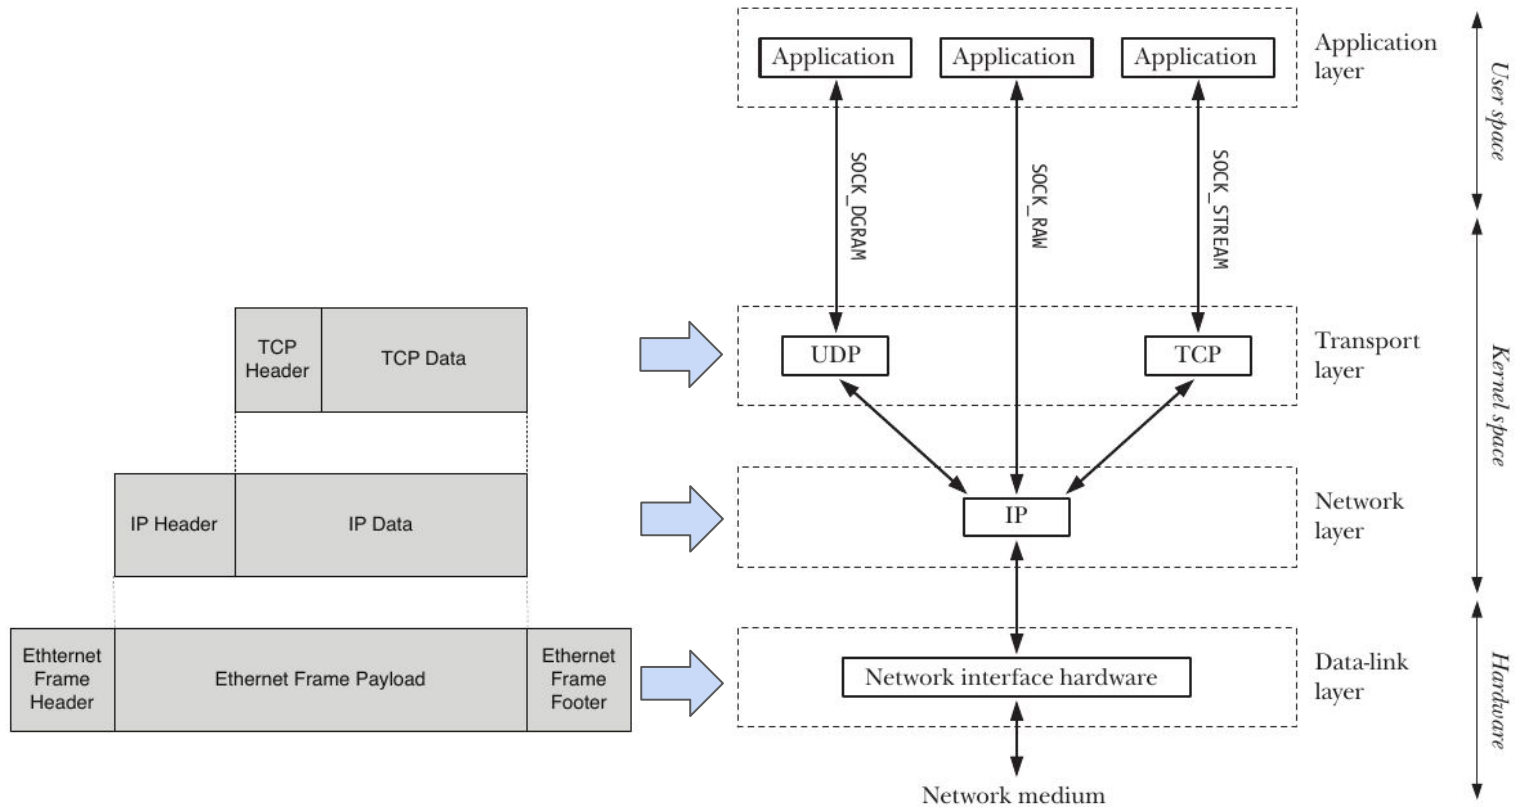 Application
Application
Application
Application
layer
User space
SOCK_DGRAM
SOCK_RAW
SOCK_STREAM
TCP
Header
TCP Data
UDP
TCP
Transport
layer
Kernel space
IP Header
IP Data
IP
Network
layer
Ethternet
Frame
Header
Ethernet Frame Payload
Ethernet
Frame
Footer
Network interface hardware
Data-link
layer
Hardware
Network medium